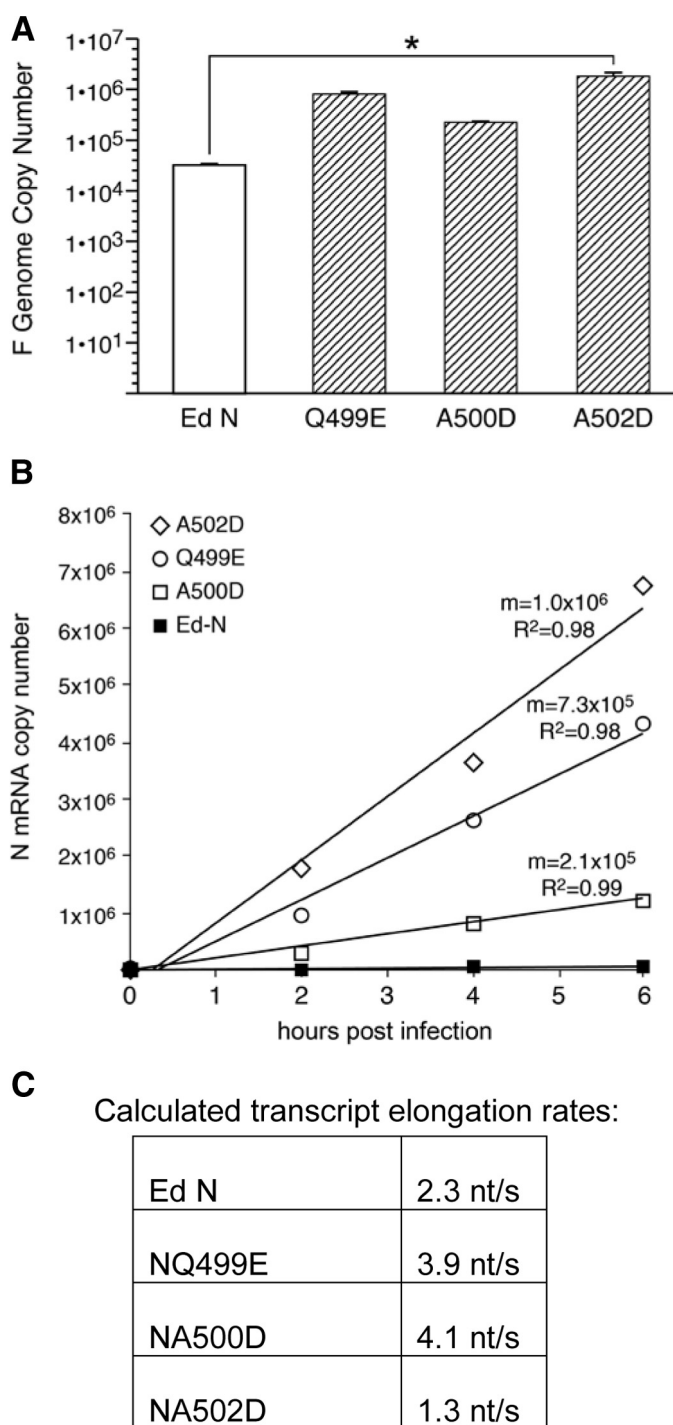 A
F Genome Copy Number
1•10⁷
*
1•10⁶
1•10⁵
1•10⁴
1•10³
1•10²
1•10¹
Ed N Q499E A500D A502D
B
N mRNA copy number
8x10⁶
7x10⁶
6x10⁶
5x10⁶
4x10⁶
3x10⁶
2x10⁶
1x10⁶
A502D
Q499E
A500D
Ed-N
m=1.0x10⁶
R²=0.98
m=7.3x10⁵
R²=0.98
m=2.1x10⁵
R²=0.99
0 1 2 3 4 5 6
hours post infection
C
Calculated transcript elongation rates:
Ed N 2.3 nt/s
NQ499E 3.9 nt/s
NA500D 4.1 nt/s
NA502D 1.3 nt/s